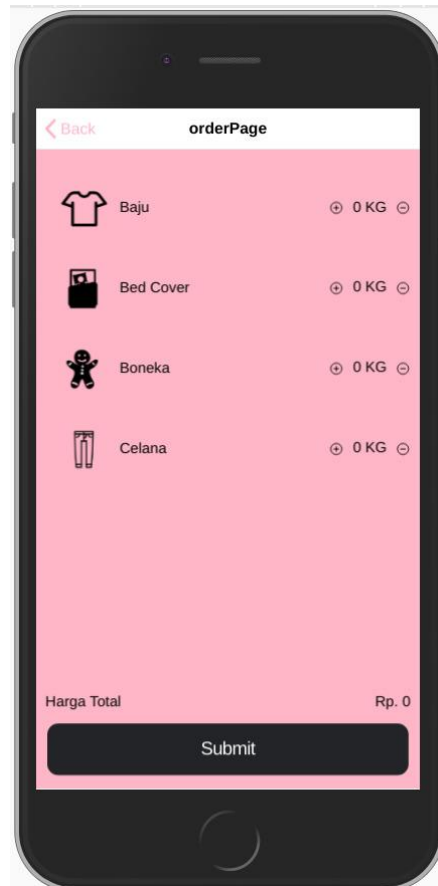 Back orderPage
Baju 0 KG
Bed Cover 0 KG
Boneka 0 KG
Celana 0 KG
Harga Total Rp. 0
Submit